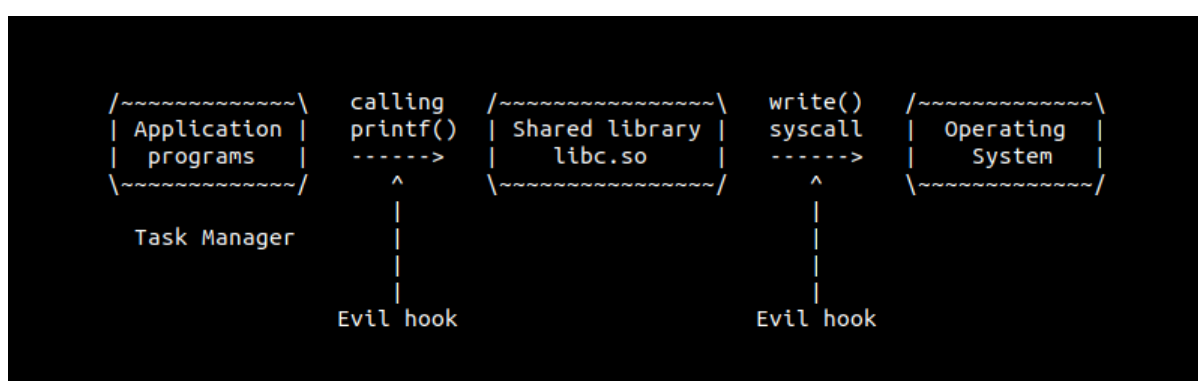 /~~~~~~~~~~~~~\   calling   /~~~~~~~~~~~~~~~~\   write()   /~~~~~~~~~~~~~\
| Application |   printf()  | Shared library |   syscall   |  Operating  |
|  programs   |   ------>   |    libc.so     |   ------>   |    System   |
\~~~~~~~~~~~~~/      ^      \~~~~~~~~~~~~~~~~/      ^      \~~~~~~~~~~~~~/
                     |                              |
  Task Manager       |                              |
                     |                              |
                     |                              |
                 Evil hook                      Evil hook